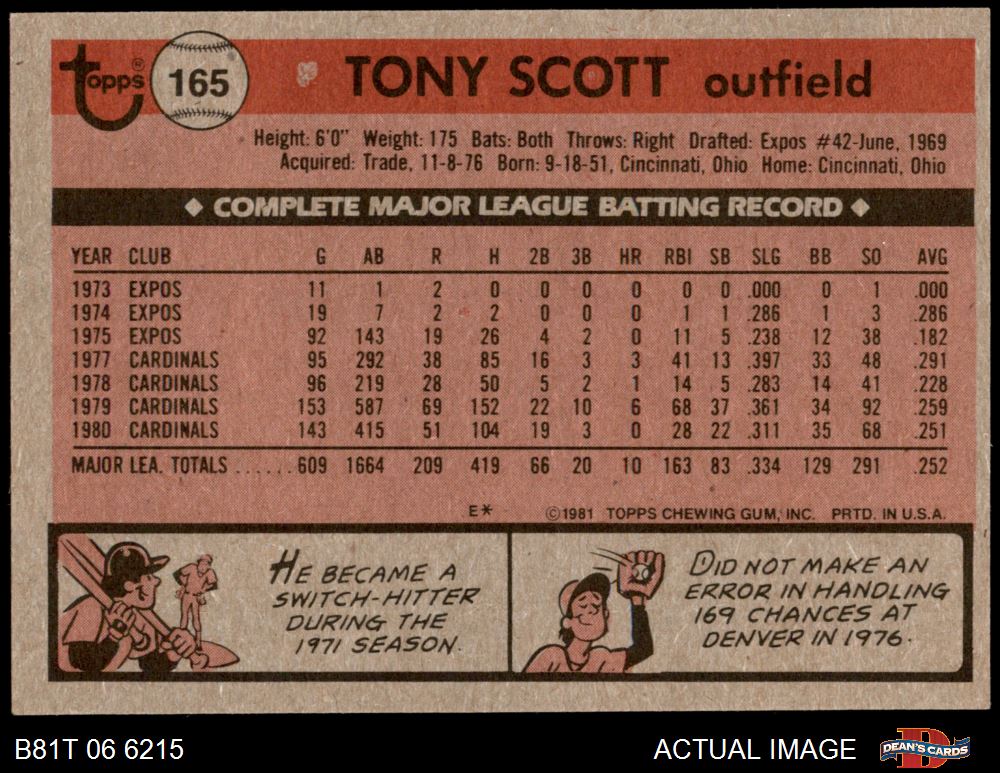 Topps ® 165 TONY SCOTT outfield
Height: 6'0" Weight: 175 Bats: Both Throws: Right Drafted: Expos #42-June, 1969
Acquired: Trade, 11-8-76 Born: 9-18-51, Cincinnati, Ohio Home: Cincinnati, Ohio
◆ COMPLETE MAJOR LEAGUE BATTING RECORD ◆
YEAR CLUB G AB R H 2B 3B HR RBI SB SLG BB SO AVG
1973 EXPOS 11 1 2 0 0 0 0 0 0 .000 0 1 .000
1974 EXPOS 19 7 2 2 0 0 0 1 1 .286 1 3 .286
1975 EXPOS 92 143 19 26 4 2 0 11 5 .238 12 38 .182
1977 CARDINALS 95 292 38 85 16 3 3 41 13 .397 33 48 .291
1978 CARDINALS 96 219 28 50 5 2 1 14 5 .283 14 41 .228
1979 CARDINALS 153 587 69 152 22 10 6 68 37 .361 34 92 .259
1980 CARDINALS 143 415 51 104 19 3 0 28 22 .311 35 68 .251
MAJOR LEA. TOTALS ...... 609 1664 209 419 66 20 10 163 83 .334 129 291 .252
E* ©1981 TOPPS CHEWING GUM, INC. PRTD. IN U.S.A.
HE BECAME A
SWITCH-HITTER
DURING THE
1971 SEASON.
DID NOT MAKE AN
ERROR IN HANDLING
169 CHANCES AT
DENVER IN 1976.
B81T 06 6215 ACTUAL IMAGE DEAN'S CARDS